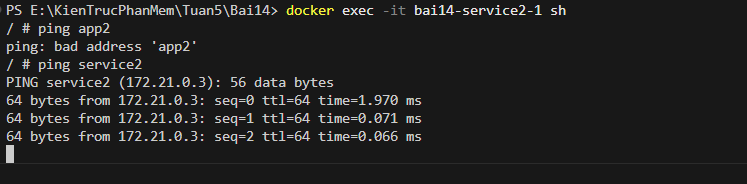 PS E:\KienTrucPhanMem\Tuan5\Bai14> docker exec -it bai14-service2-1 sh
/ # ping app2
ping: bad address 'app2'
/ # ping service2
PING service2 (172.21.0.3): 56 data bytes
64 bytes from 172.21.0.3: seq=0 ttl=64 time=1.970 ms
64 bytes from 172.21.0.3: seq=1 ttl=64 time=0.071 ms
64 bytes from 172.21.0.3: seq=2 ttl=64 time=0.066 ms